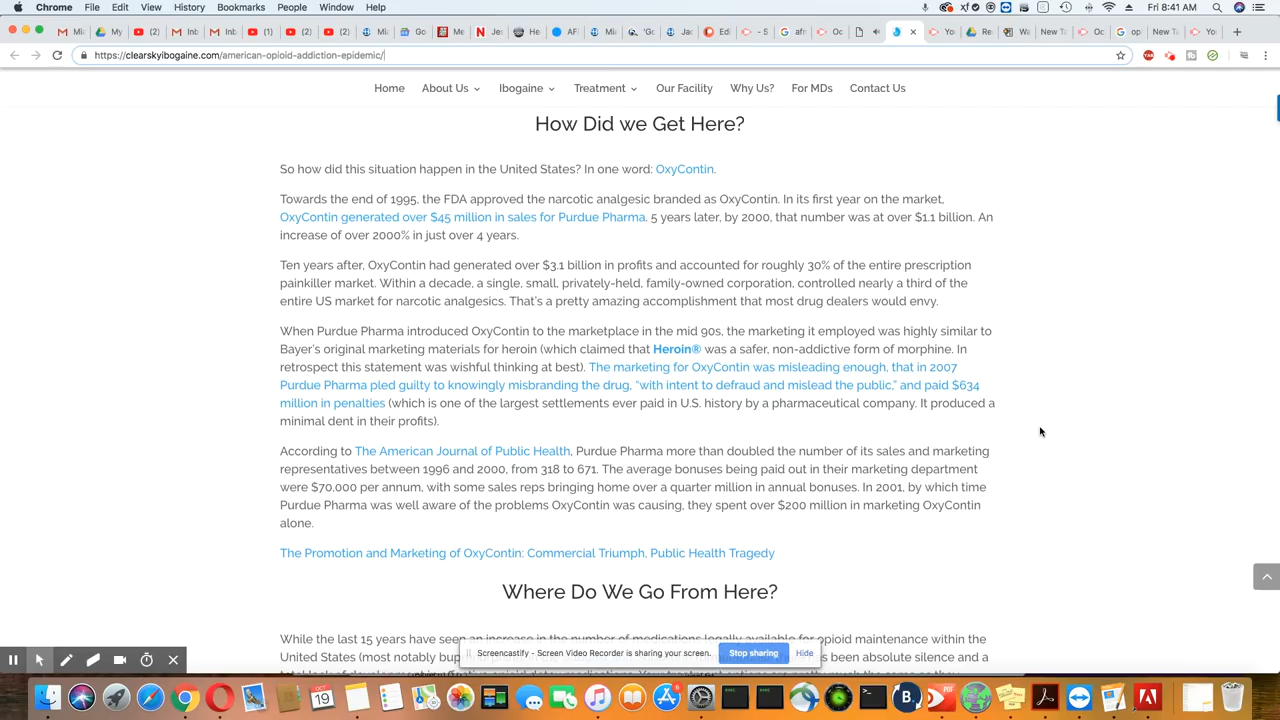 Chrome File Edit View History Bookmarks People Window Help Fri 8:41 AM
https://clearskyibogaine.com/american-opioid-addiction-epidemic/
Home About Us Ibogaine Treatment Our Facility Why Us? For MDs Contact Us
How Did we Get Here?
So how did this situation happen in the United States? In one word: OxyContin.
Towards the end of 1995, the FDA approved the narcotic analgesic branded as OxyContin. In its first year on the market,
OxyContin generated over $45 million in sales for Purdue Pharma. 5 years later, by 2000, that number was at over $1.1 billion. An
increase of over 2000% in just over 4 years.
Ten years after, OxyContin had generated over $3.1 billion in profits and accounted for roughly 30% of the entire prescription
painkiller market. Within a decade, a single, small, privately-held, family-owned corporation, controlled nearly a third of the
entire US market for narcotic analgesics. That's a pretty amazing accomplishment that most drug dealers would envy.
When Purdue Pharma introduced OxyContin to the marketplace in the mid 90s, the marketing it employed was highly similar to
Bayer's original marketing materials for heroin (which claimed that Heroin® was a safer, non-addictive form of morphine. In
retrospect this statement was wishful thinking at best). The marketing for OxyContin was misleading enough, that in 2007
Purdue Pharma pled guilty to knowingly misbranding the drug, "with intent to defraud and mislead the public," and paid $634
million in penalties (which is one of the largest settlements ever paid in U.S. history by a pharmaceutical company. It produced a
minimal dent in their profits).
According to The American Journal of Public Health, Purdue Pharma more than doubled the number of its sales and marketing
representatives between 1996 and 2000, from 318 to 671. The average bonuses being paid out in their marketing department
were $70,000 per annum, with some sales reps bringing home over a quarter million in annual bonuses. In 2001, by which time
Purdue Pharma was well aware of the problems OxyContin was causing, they spent over $200 million in marketing OxyContin
alone.
The Promotion and Marketing of OxyContin: Commercial Triumph, Public Health Tragedy
Where Do We Go From Here?
While the last 15 years have seen an increase in the number of medications legally available for opioid maintenance within the
Screencastify - Screen Video Recorder is sharing your screen. Stop sharing Hide
United States (most notably been absolute silence and a